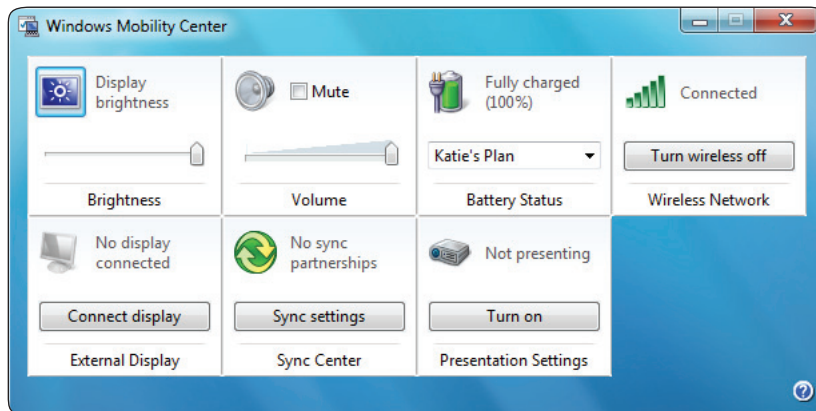 Windows Mobility Center
Display
brightness
Brightness
Mute
Volume
Fully charged
(100%)
Katie's Plan
Battery Status
Connected
Turn wireless off
Wireless Network
No display
connected
Connect display
External Display
No sync
partnerships
Sync settings
Sync Center
Not presenting
Turn on
Presentation Settings